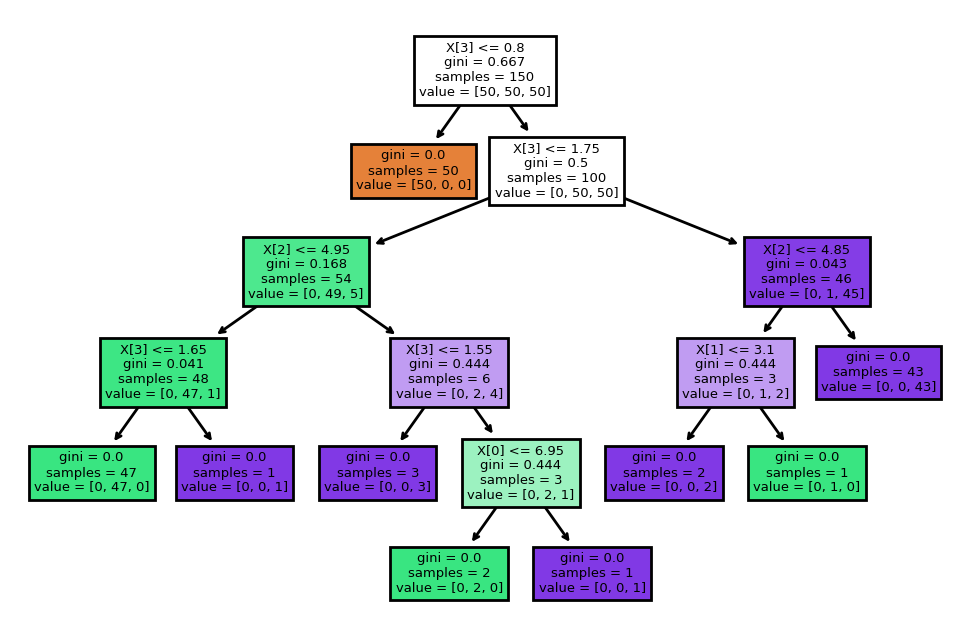 X[3] <= 0.8
gini = 0.667
samples = 150
value = [50, 50, 50]
gini = 0.0
samples = 50
value = [50, 0, 0]
X[3] <= 1.75
gini = 0.5
samples = 100
value = [0, 50, 50]
X[2] <= 4.95
gini = 0.168
samples = 54
value = [0, 49, 5]
X[2] <= 4.85
gini = 0.043
samples = 46
value = [0, 1, 45]
X[3] <= 1.65
gini = 0.041
samples = 48
value = [0, 47, 1]
X[3] <= 1.55
gini = 0.444
samples = 6
value = [0, 2, 4]
X[1] <= 3.1
gini = 0.444
samples = 3
value = [0, 1, 2]
gini = 0.0
samples = 43
value = [0, 0, 43]
gini = 0.0
samples = 47
value = [0, 47, 0]
gini = 0.0
samples = 1
value = [0, 0, 1]
gini = 0.0
samples = 3
value = [0, 0, 3]
X[0] <= 6.95
gini = 0.444
samples = 3
value = [0, 2, 1]
gini = 0.0
samples = 2
value = [0, 0, 2]
gini = 0.0
samples = 1
value = [0, 1, 0]
gini = 0.0
samples = 2
value = [0, 2, 0]
gini = 0.0
samples = 1
value = [0, 0, 1]